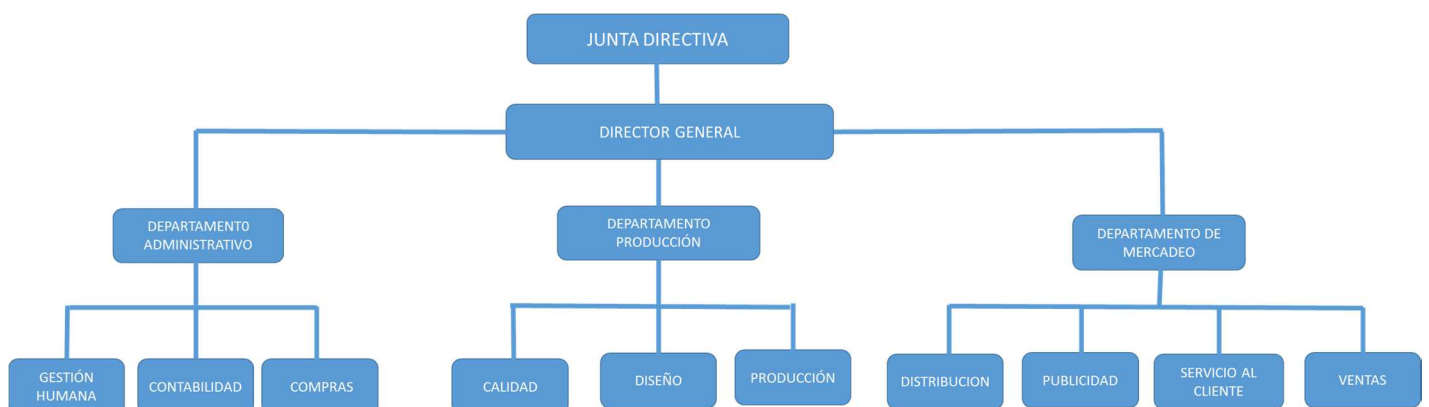 JUNTA DIRECTIVA
DIRECTOR GENERAL
DEPARTAMENT0
ADMINISTRATIVO
DEPARTAMENTO
PRODUCCIÓN
DEPARTAMENTO DE
MERCADEO
GESTIÓN
HUMANA
CONTABILIDAD
COMPRAS
CALIDAD
DISEÑO
PRODUCCIÓN
DISTRIBUCION
PUBLICIDAD
SERVICIO AL
CLIENTE
VENTAS